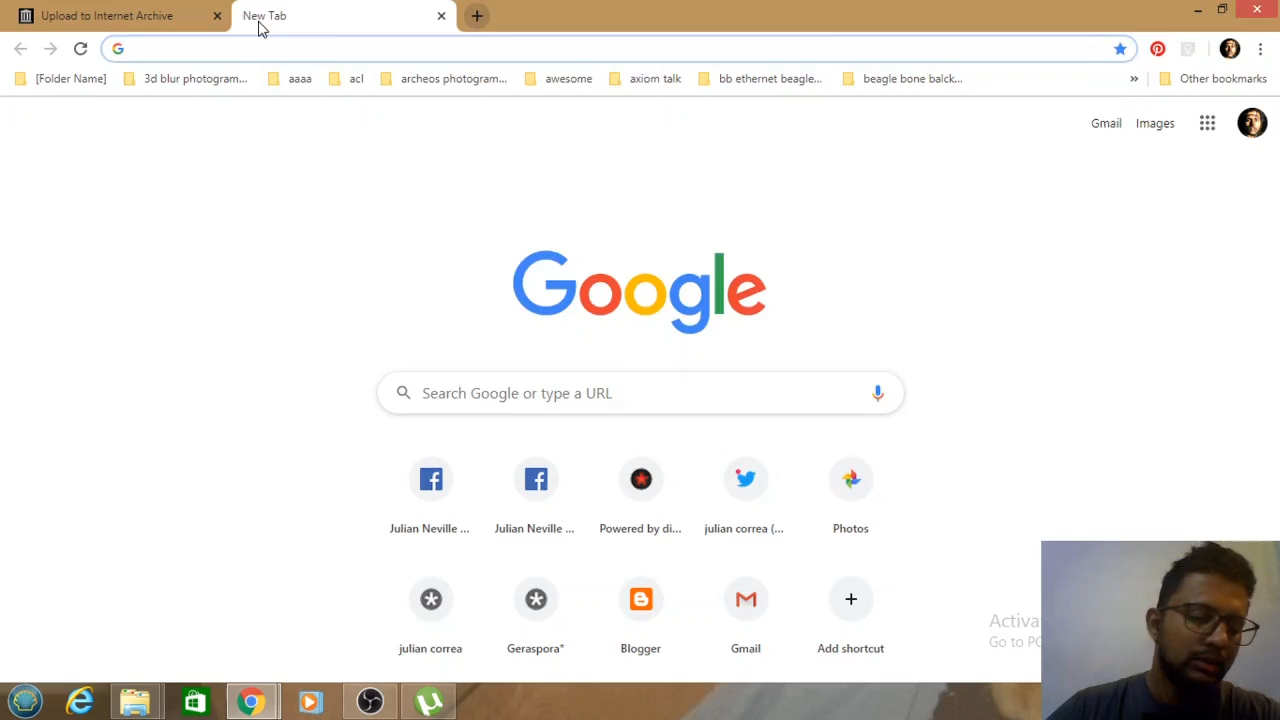 Upload to Internet Archive
New Tab
[Folder Name] 3d blur photogram... aaaa acl archeos photogram... awesome axiom talk bb ethernet beagle... beagle bone balck... » Other bookmarks
Gmail Images
Google
Search Google or type a URL
Julian Neville ... Julian Neville ... Powered by di... julian correa (... Photos
julian correa Geraspora* Blogger Gmail Add shortcut
Activa
Go to PC